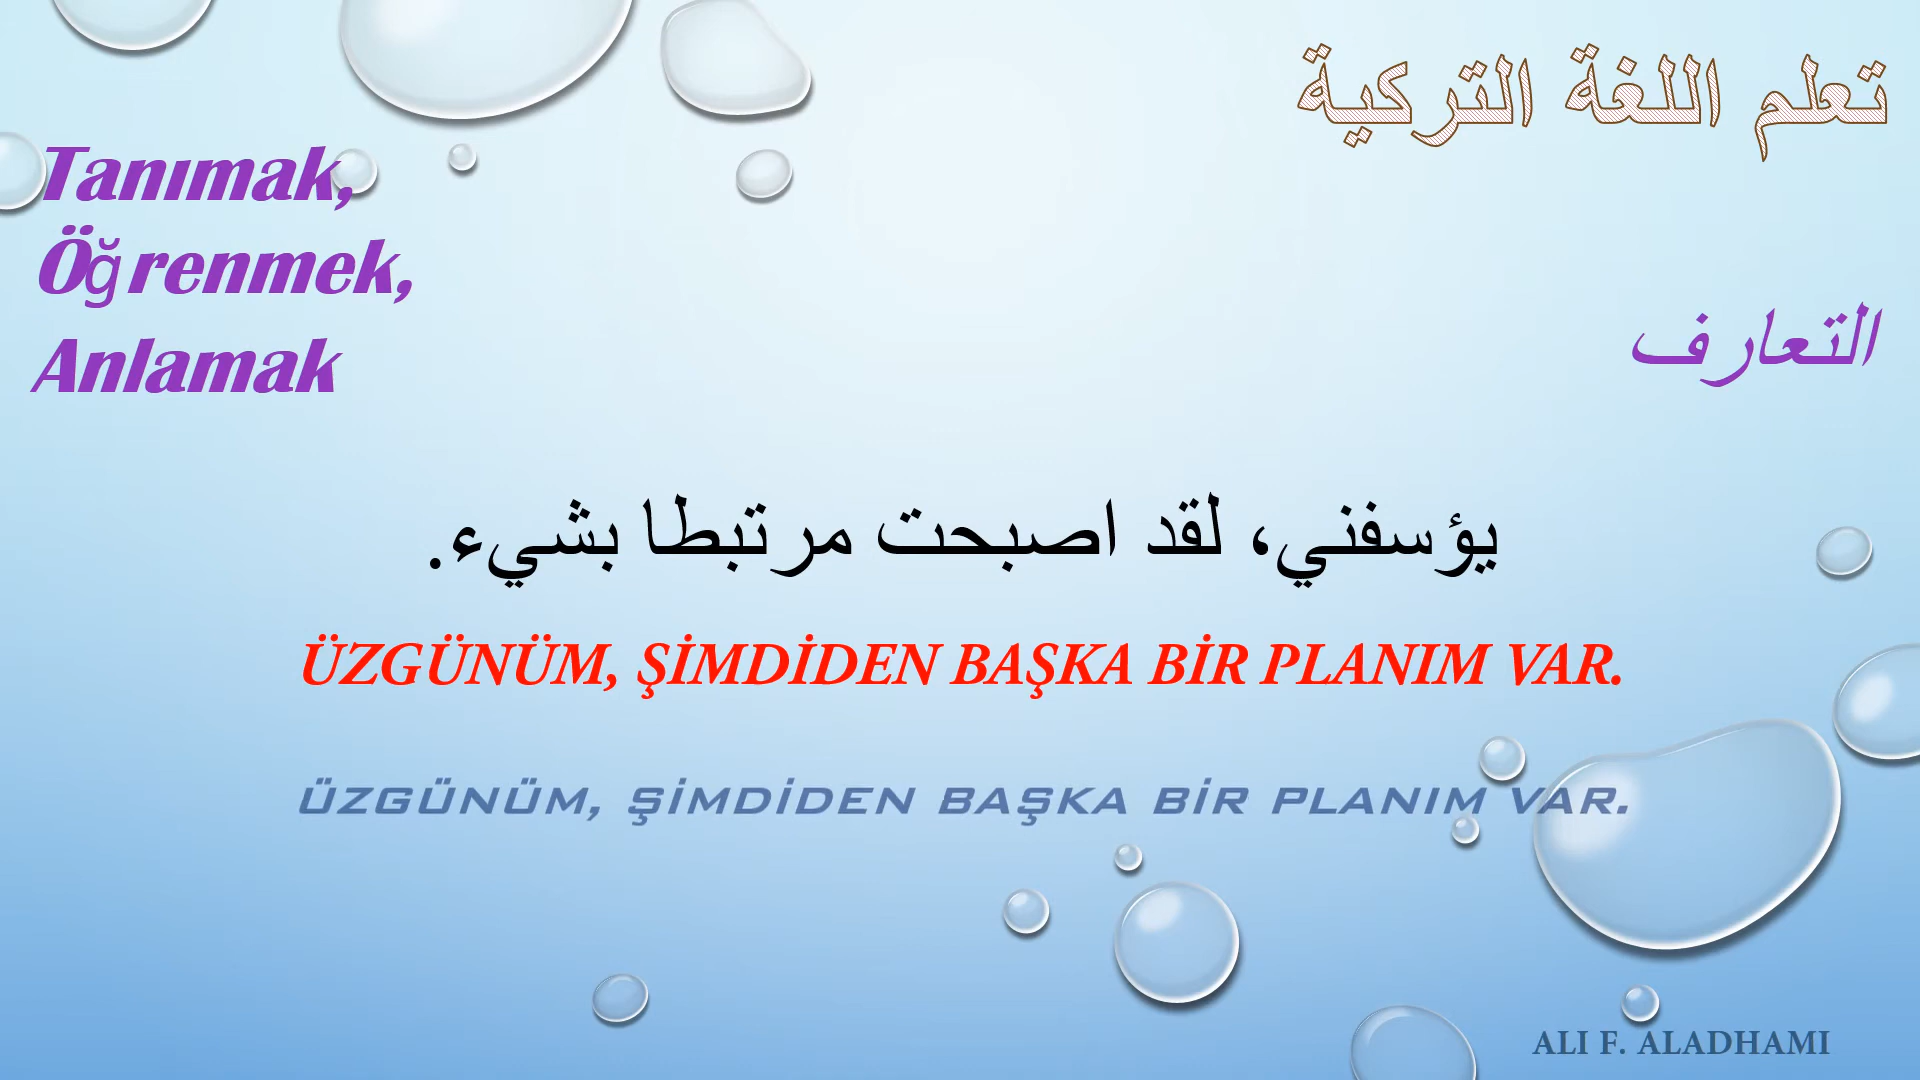 تعلم اللغة التركية
Tanımak,
Öğrenmek,
Anlamak
التعارف
يؤسفني، لقد اصبحت مرتبطا بشيء.
ÜZGÜNÜM, ŞİMDİDEN BAŞKA BİR PLANIM VAR.
ÜZGÜNÜM, ŞİMDİDEN BAŞKA BİR PLANIM VAR.
ALI F. ALADHAMI